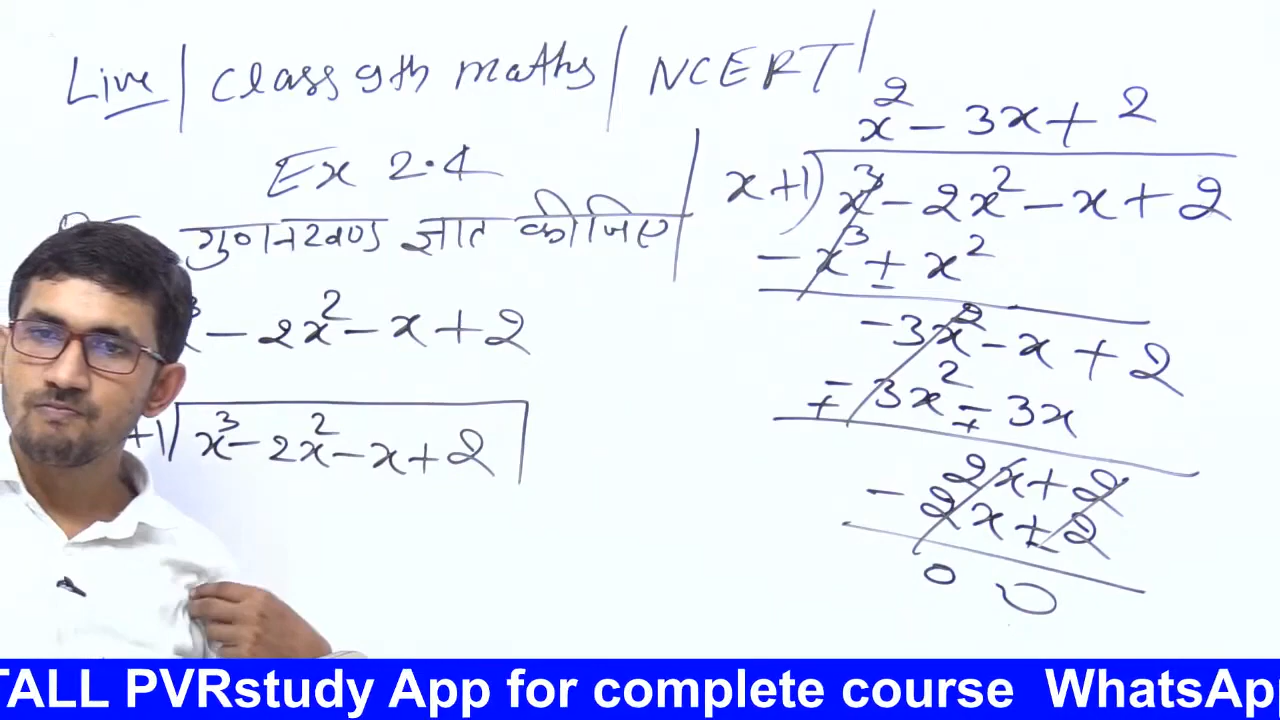 Live | Class 9th maths / NCERT |
Ex 2.4
गुणनखण्ड ज्ञात कीजिए
- 2x² - x + 2
+1) x³ - 2x² - x + 2
x² - 3x + 2
x+1) x³ - 2x² - x + 2
- x³ ± x²
-3x² - x + 2
∓ 3x² ∓ 3x
2x + 2
- 2x ± 2
0 0
TALL PVRstudy App for complete course WhatsApp